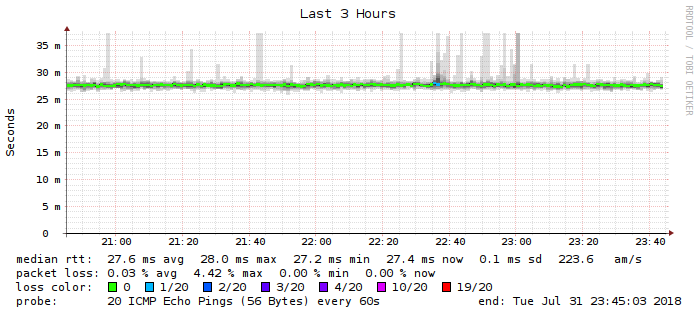 Last 3 Hours
RRDTOOL / TOBI OETIKER
Seconds
35 m
30 m
25 m
20 m
15 m
10 m
5 m
0
21:00 21:20 21:40 22:00 22:20 22:40 23:00 23:20 23:40
median rtt: 27.6 ms avg 28.0 ms max 27.2 ms min 27.4 ms now 0.1 ms sd 223.6 am/s
packet loss: 0.03 % avg 4.42 % max 0.00 % min 0.00 % now
loss color: 0 1/20 2/20 3/20 4/20 10/20 19/20
probe: 20 ICMP Echo Pings (56 Bytes) every 60s end: Tue Jul 31 23:45:03 2018